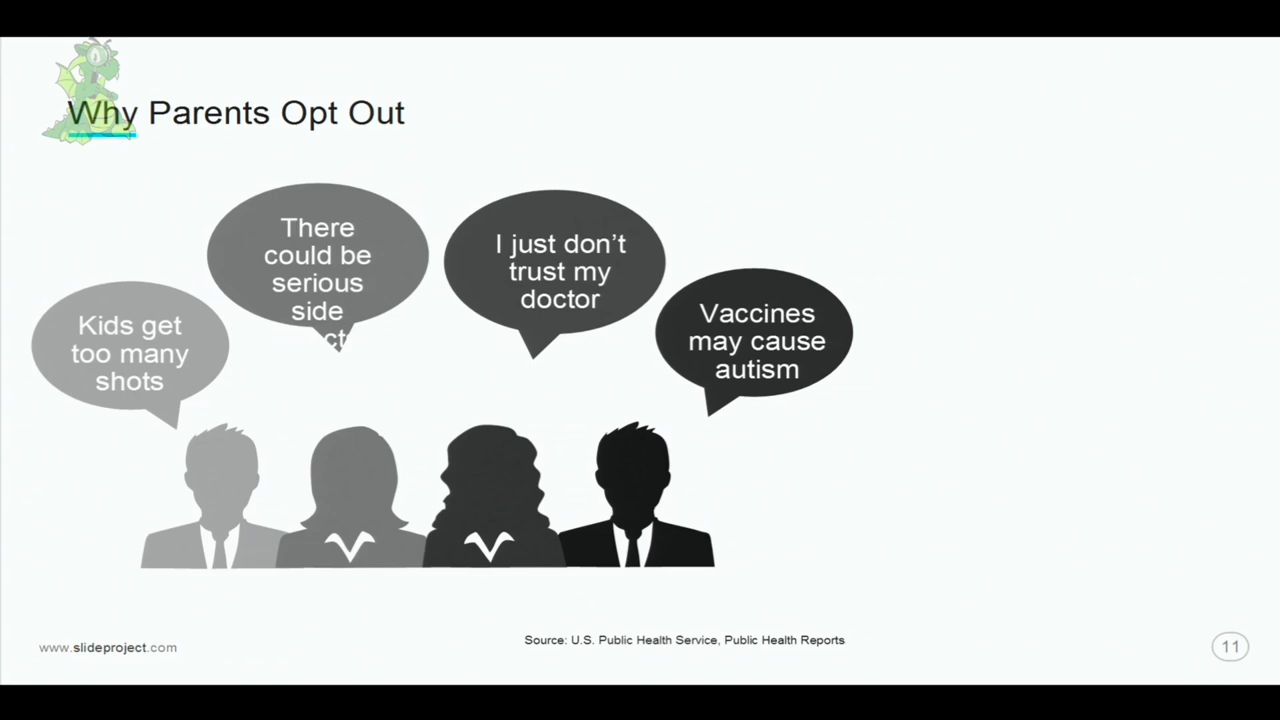 Why Parents Opt Out
Kids get
too many
shots
There
could be
serious
side
I just don't
trust my
doctor
Vaccines
may cause
autism
Source: U.S. Public Health Service, Public Health Reports
www.slideproject.com
11